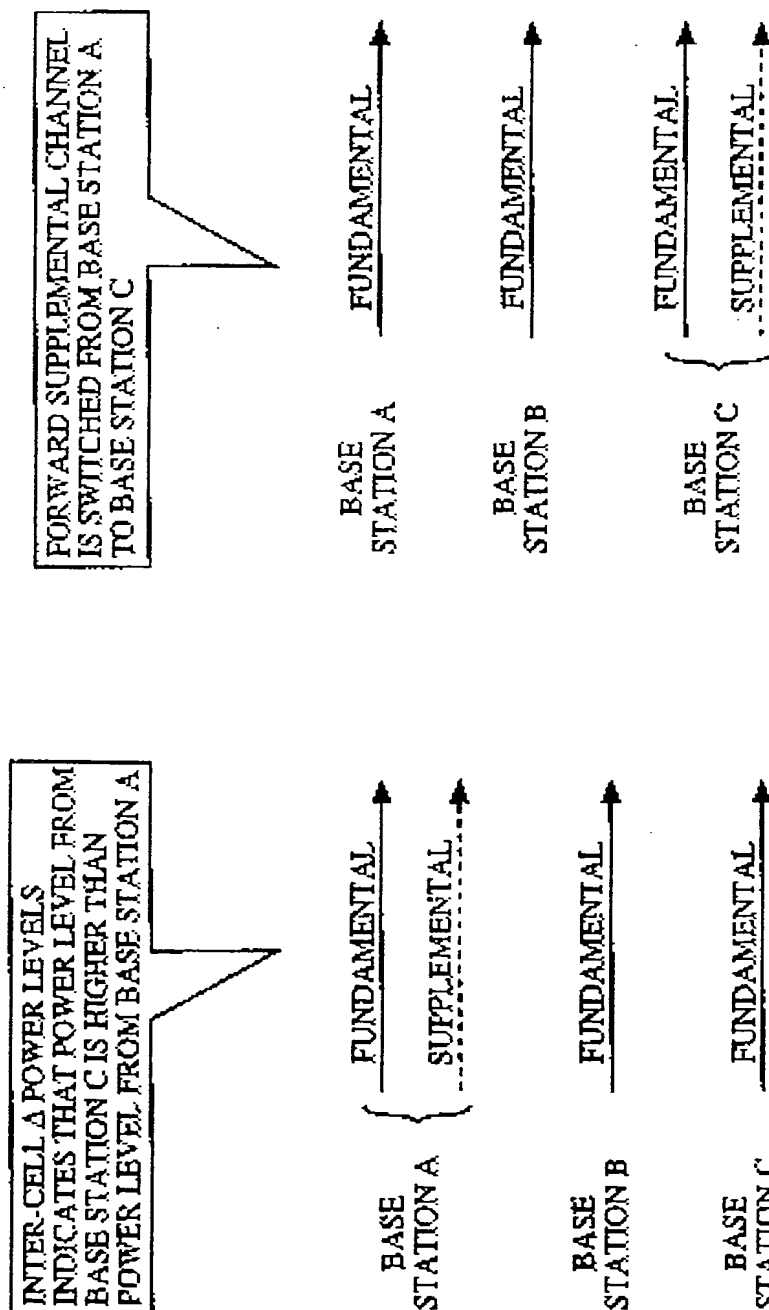 INTER-CELL Δ POWER LEVELS
INDICATES THAT POWER LEVEL FROM
BASE STATION C IS HIGHER THAN
POWER LEVEL FROM BASE STATION A
BASE
STATION A
FUNDAMENTAL
SUPPLEMENTAL
BASE
STATION B
FUNDAMENTAL
BASE
STATION C
FUNDAMENTAL
FORWARD SUPPLEMENTAL CHANNEL
IS SWITCHED FROM BASE STATION A
TO BASE STATION C
BASE
STATION A
FUNDAMENTAL
BASE
STATION B
FUNDAMENTAL
BASE
STATION C
FUNDAMENTAL
SUPPLEMENTAL